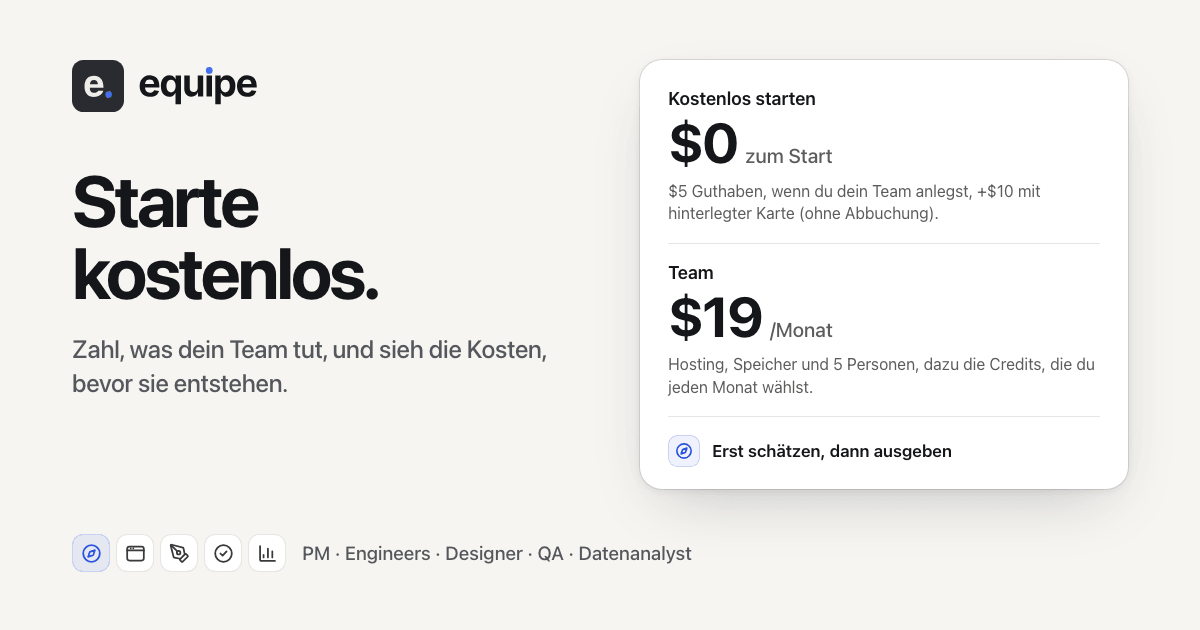 e. equipe
Starte
kostenlos.
Zahl, was dein Team tut, und sieh die Kosten,
bevor sie entstehen.
Kostenlos starten
$0 zum Start
$5 Guthaben, wenn du dein Team anlegst, +$10 mit
hinterlegter Karte (ohne Abbuchung).
Team
$19 /Monat
Hosting, Speicher und 5 Personen, dazu die Credits, die du
jeden Monat wählst.
Erst schätzen, dann ausgeben
PM · Engineers · Designer · QA · Datenanalyst